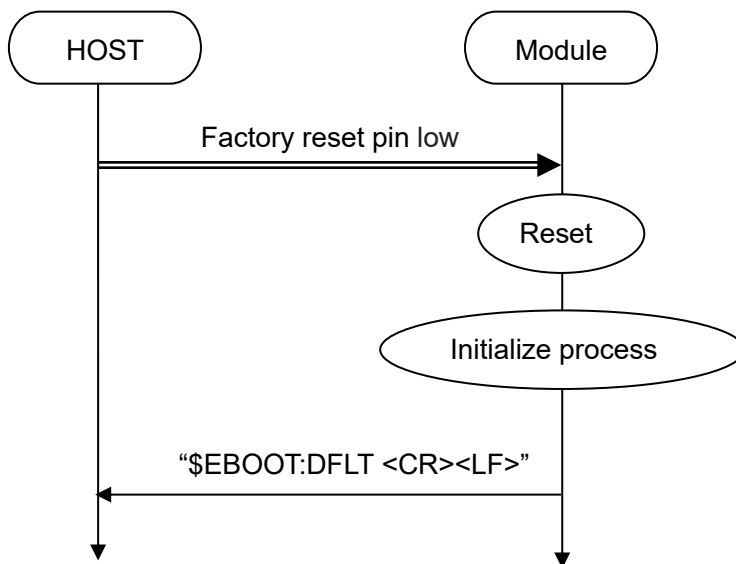 HOST
Module
Factory reset pin low
Reset
Initialize process
“$EBOOT:DFLT <CR><LF>”